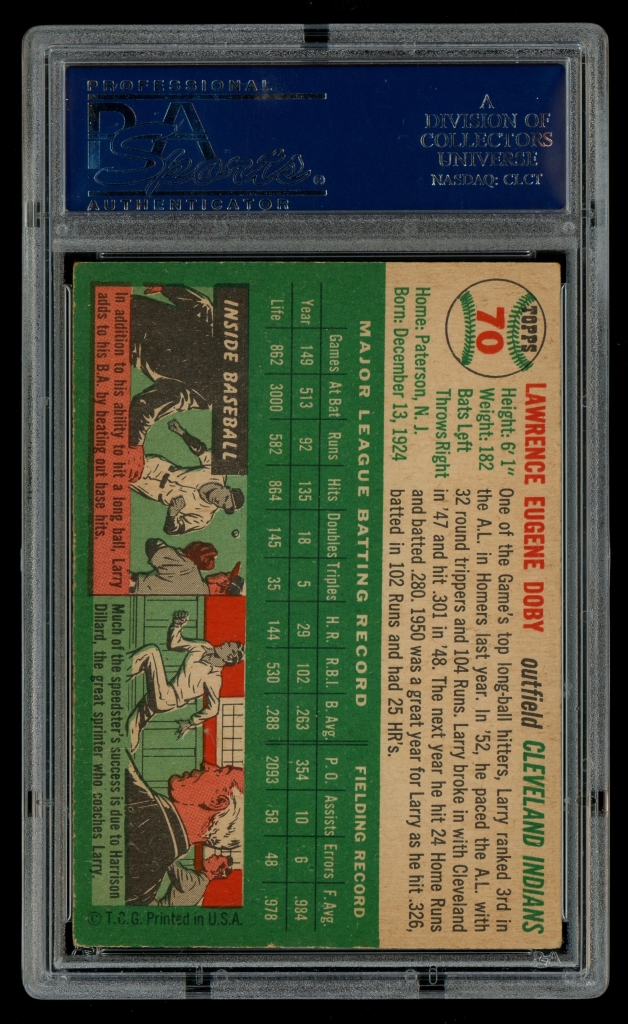 PROFESSIONAL
PSA
Sports®
AUTHENTICATOR
A
DIVISION OF
COLLECTORS
UNIVERSE
NASDAQ: CLCT
TOPPS
70
LAWRENCE EUGENE DOBY outfield CLEVELAND INDIANS
Height: 6' 1"
Weight: 182
Bats Left
Throws Right
Home: Paterson, N. J.
Born: December 13, 1924
One of the Game's top long-ball hitters, Larry ranked 3rd in
the A.L. in Homers last year. In '52, he paced the A.L. with
32 round trippers and 104 Runs. Larry broke in with Cleveland
in '47 and hit .301 in '48. The next year he hit 24 Home Runs
and batted .280. 1950 was a great year for Larry as he hit .326,
batted in 102 Runs and had 25 HR's.
MAJOR LEAGUE BATTING RECORD FIELDING RECORD
Games At Bat Runs Hits Doubles Triples H. R. R.B.I. B. Avg. P. O. Assists Errors F. Avg.
Year 149 513 92 135 18 5 29 102 .263 354 10 6 .984
Life 862 3000 582 864 145 35 144 530 .288 2093 58 48 .978
INSIDE BASEBALL
In addition to his ability to hit a long ball, Larry
adds to his B.A. by beating out base hits.
Much of the speedster's success is due to Harrison
Dillard, the great sprinter who coaches Larry.
© T.C.G. Printed in U.S.A.